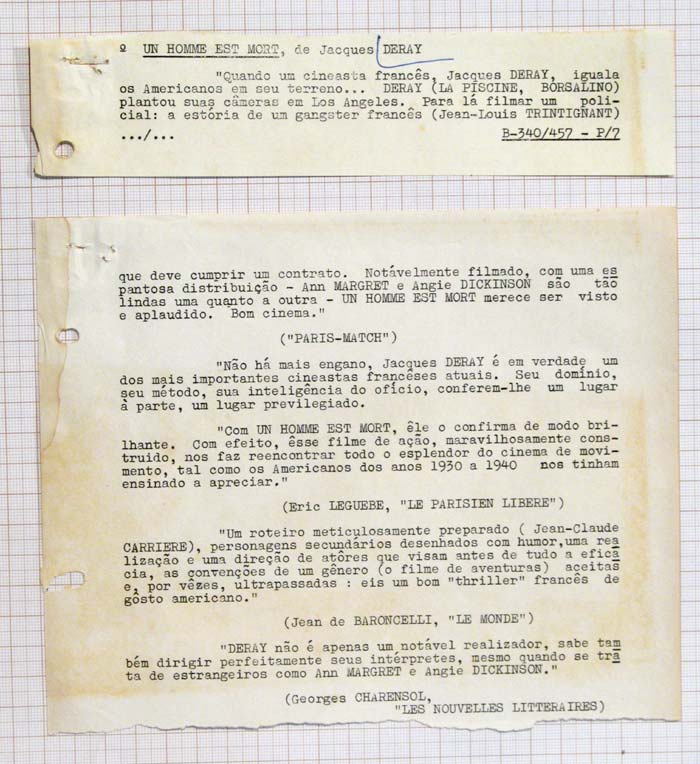 º UN HOMME EST MORT, de Jacques DERAY
"Quando um cineasta francês, Jacques DERAY, iguala
os Americanos em seu terreno... DERAY (LA PISCINE, BORSALINO)
plantou suas câmeras em Los Angeles. Para lá filmar um poli-
cial: a estória de um gangster francês (Jean-Louis TRINTIGNANT)
.../... B-340/457 - P/7
que deve cumprir um contrato. Notávelmente filmado, com uma es
pantosa distribuição - Ann MARGRET e Angie DICKINSON são tão
lindas uma quanto a outra - UN HOMME EST MORT merece ser visto
e aplaudido. Bom cinema."
("PARIS-MATCH")
"Não há mais engano, Jacques DERAY é em verdade um
dos mais importantes cineastas franceses atuais. Seu domínio,
seu método, sua inteligência do ofício, conferem-lhe um lugar
à parte, um lugar previlegiado.
"Com UN HOMME EST MORT, êle o confirma de modo bri-
lhante. Com efeito, êsse filme de ação, maravilhosamente cons-
truido, nos faz reencontrar todo o esplendor do cinema de movi-
mento, tal como os Americanos dos anos 1930 a 1940 nos tinham
ensinado a apreciar."
(Eric LEGUEBE, "LE PARISIEN LIBERE")
"Um roteiro meticulosamente preparado ( Jean-Claude
CARRIERE), personagens secundários desenhados com humor,uma rea
lização e uma direção de atôres que visam antes de tudo a eficá
cia, as convenções de um gênero (o filme de aventuras) aceitas
e, por vêzes, ultrapassadas : eis um bom "thriller" francês de
gôsto americano."
(Jean de BARONCELLI, "LE MONDE")
"DERAY não é apenas um notável realizador, sabe tam
bém dirigir perfeitamente seus intérpretes, mesmo quando se tra
ta de estrangeiros como Ann MARGRET e Angie DICKINSON."
(Georges CHARENSOL,
"LES NOUVELLES LITTERAIRES)